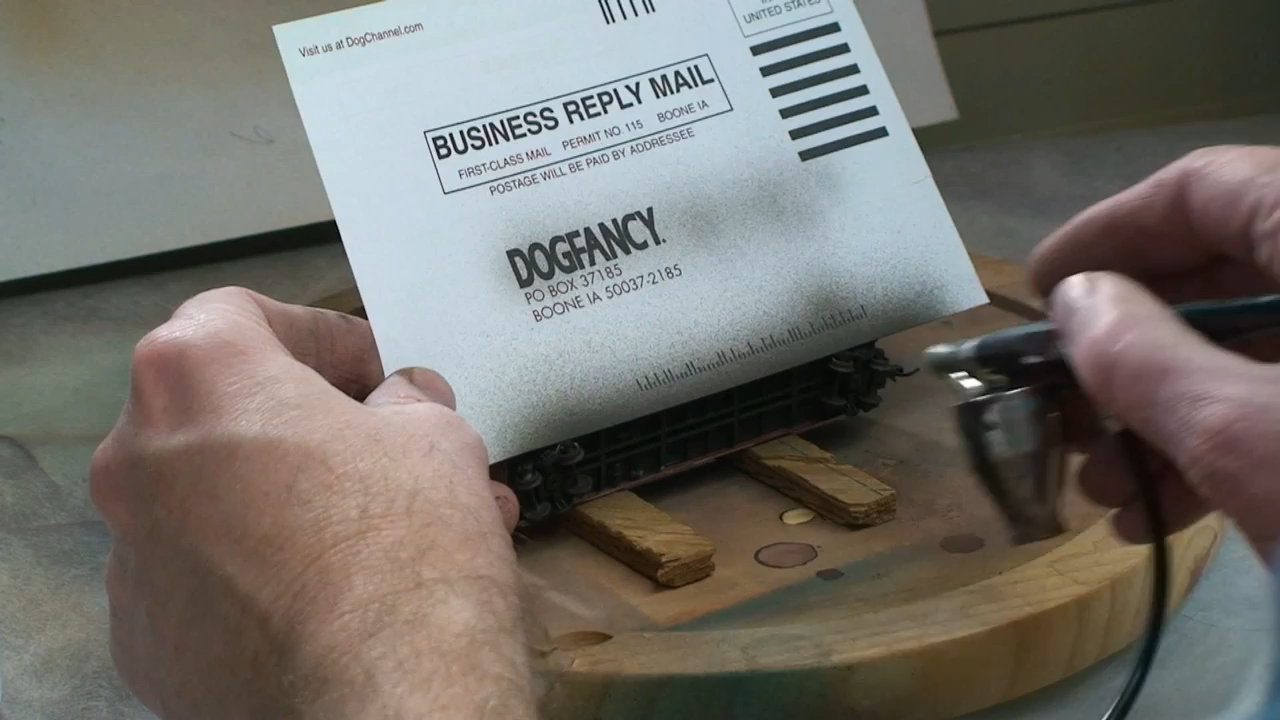 Visit us at DogChannel.com
UNITED STATES
BUSINESS REPLY MAIL
FIRST-CLASS MAIL PERMIT NO. 115 BOONE IA
POSTAGE WILL BE PAID BY ADDRESSEE
DOGFANCY.
PO BOX 37185
BOONE IA 50037-2185